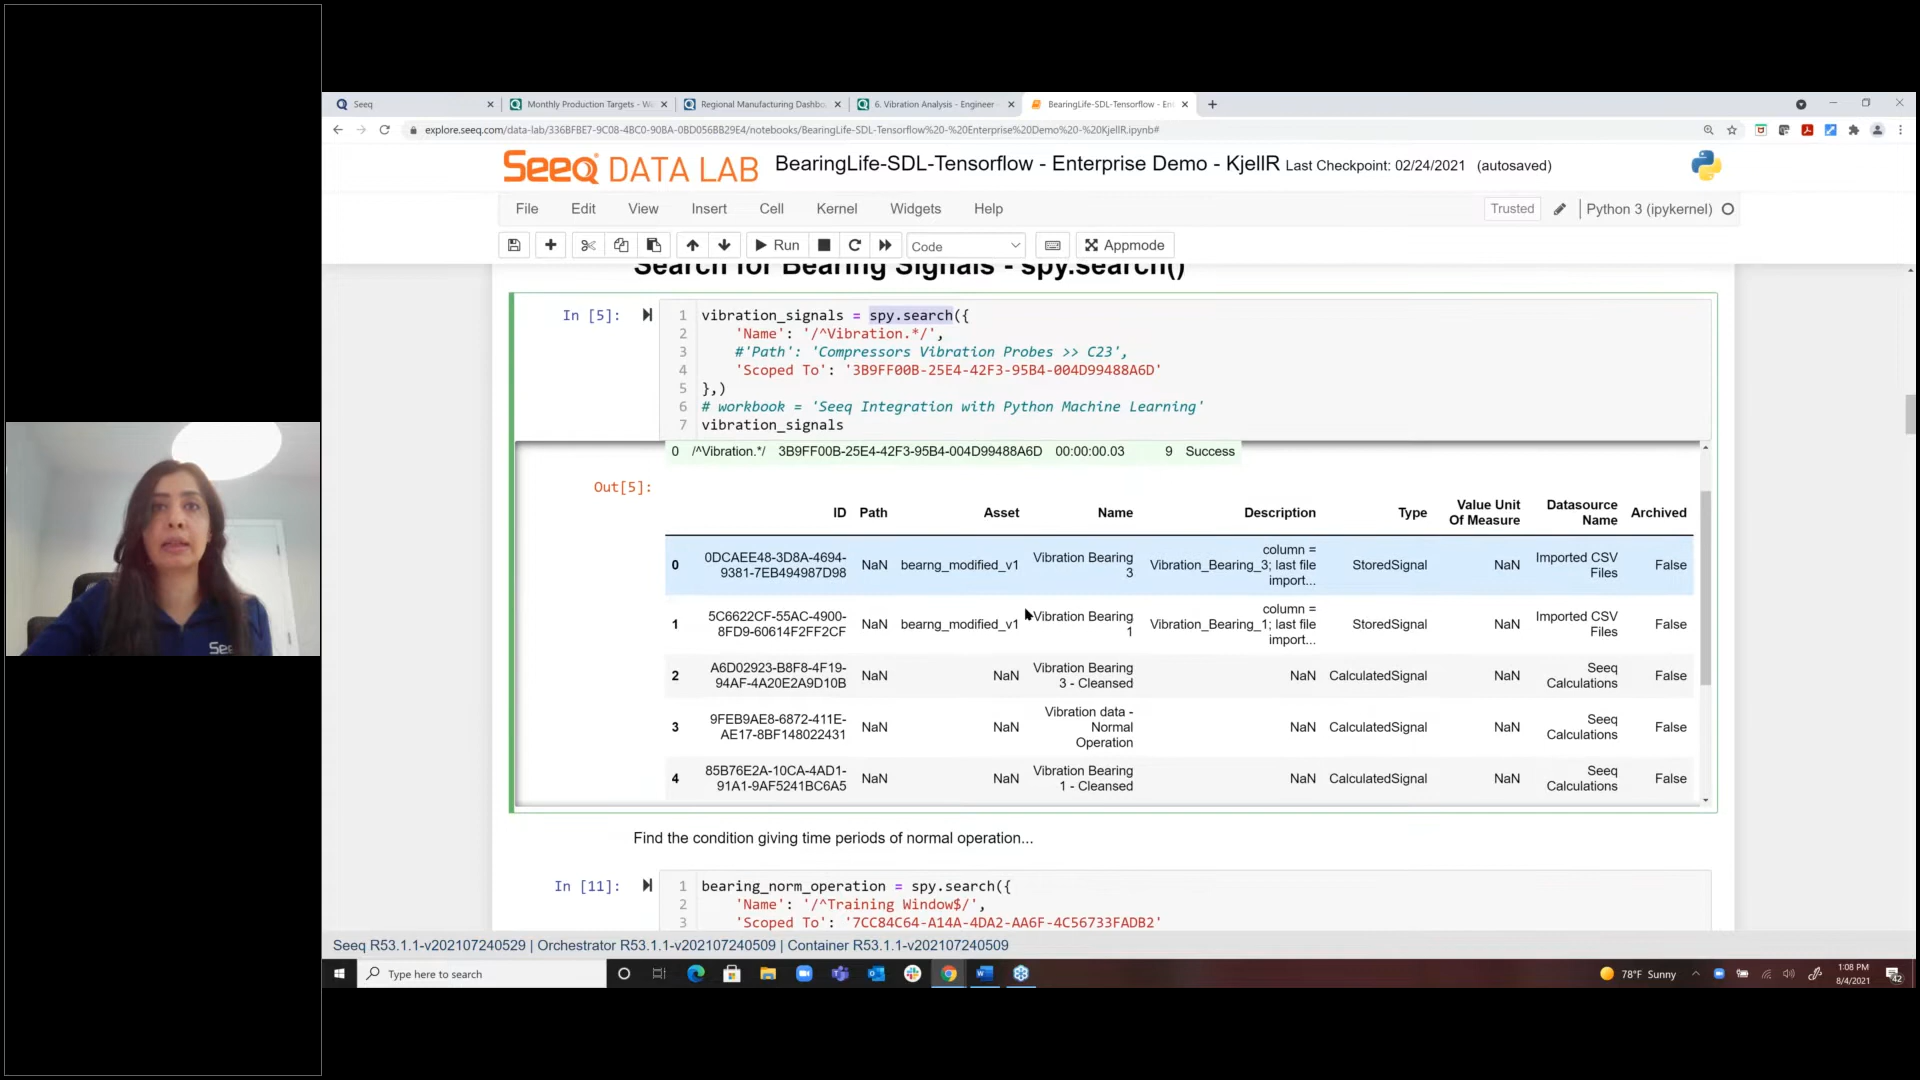 Seeq
Monthly Production Targets - W
Regional Manufacturing Dashbo
6. Vibration Analysis - Engineer
BearingLife-SDL-Tensorflow - En
explore.seeq.com/data-lab/336BFBE7-9C08-4BC0-90BA-0BD056BB29E4/notebooks/BearingLife-SDL-Tensorflow%20-%20Enterprise%20Demo%20-%20KjellR.ipynb#
Seeq DATA LAB BearingLife-SDL-Tensorflow - Enterprise Demo - KjellR Last Checkpoint: 02/24/2021 (autosaved)
File Edit View Insert Cell Kernel Widgets Help Trusted Python 3 (ipykernel)
Run Code Appmode
Search for Bearing Signals - spy.search()
In [5]: 1 vibration_signals = spy.search({
2 'Name': '/^Vibration.*/',
3 #'Path': 'Compressors Vibration Probes >> C23',
4 'Scoped To': '3B9FF00B-25E4-42F3-95B4-004D99488A6D'
5 },)
6 # workbook = 'Seeq Integration with Python Machine Learning'
7 vibration_signals
0 /^Vibration.*/ 3B9FF00B-25E4-42F3-95B4-004D99488A6D 00:00:00.03 9 Success
Out[5]:
ID Path Asset Name Description Type Value Unit Of Measure Datasource Name Archived
0 0DCAEE48-3D8A-4694-9381-7EB494987D98 NaN bearng_modified_v1 Vibration Bearing 3 column = Vibration_Bearing_3; last file import... StoredSignal NaN Imported CSV Files False
1 5C6622CF-55AC-4900-8FD9-60614F2FF2CF NaN bearng_modified_v1 Vibration Bearing 1 column = Vibration_Bearing_1; last file import... StoredSignal NaN Imported CSV Files False
2 A6D02923-B8F8-4F19-94AF-4A20E2A9D10B NaN NaN Vibration Bearing 3 - Cleansed NaN CalculatedSignal NaN Seeq Calculations False
3 9FEB9AE8-6872-411E-AE17-8BF148022431 NaN NaN Vibration data - Normal Operation NaN CalculatedSignal NaN Seeq Calculations False
4 85B76E2A-10CA-4AD1-91A1-9AF5241BC6A5 NaN NaN Vibration Bearing 1 - Cleansed NaN CalculatedSignal NaN Seeq Calculations False
Find the condition giving time periods of normal operation...
In [11]: 1 bearing_norm_operation = spy.search({
2 'Name': '/^Training Window$/',
3 'Scoped To': '7CC84C64-A14A-4DA2-AA6F-4C56733FADB2'
Seeq R53.1.1-v202107240529 | Orchestrator R53.1.1-v202107240509 | Container R53.1.1-v202107240509
Type here to search
78°F Sunny
1:08 PM
8/4/2021
42
See